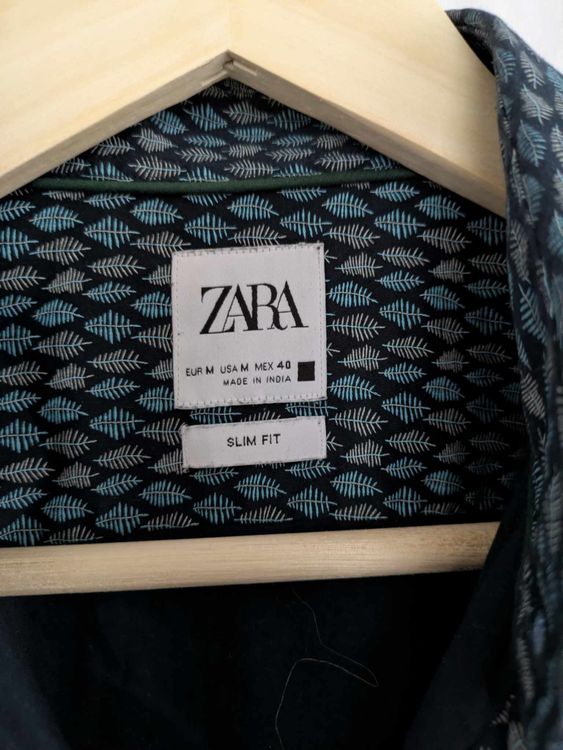 ZARA
EUR M USA M MEX 40
MADE IN INDIA
SLIM FIT